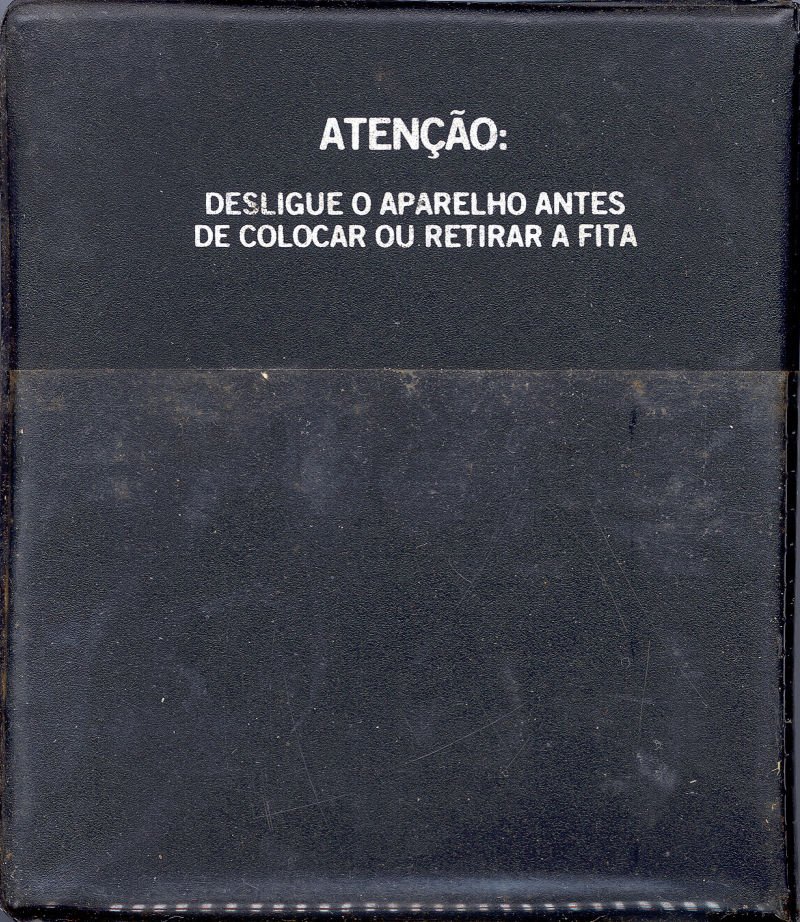 ATENÇÃO:
DESLIGUE O APARELHO ANTES
DE COLOCAR OU RETIRAR A FITA